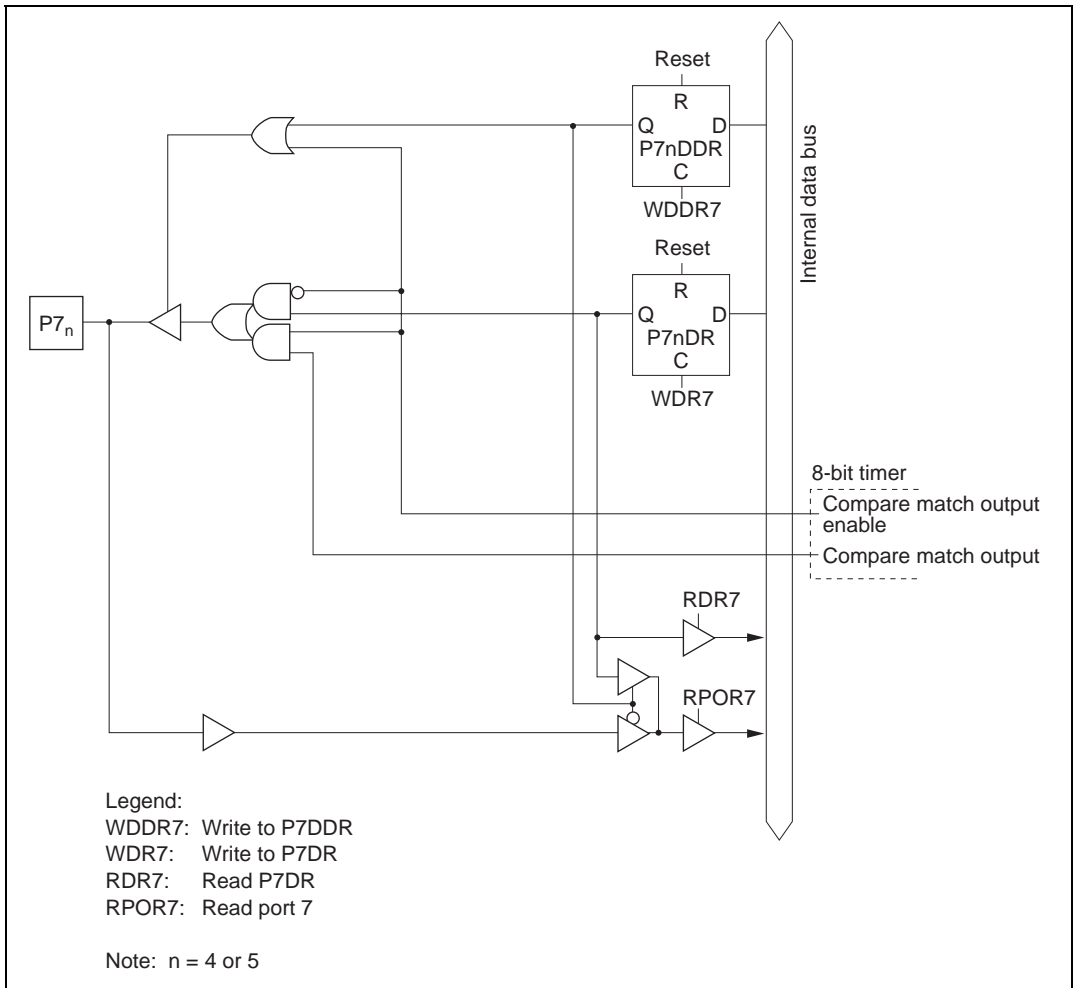 Reset
R
Q D
P7nDDR
C
WDDR7
Reset
R
Q D
P7nDR
C
WDR7
Internal data bus
P7n
8-bit timer
Compare match output
enable
Compare match output
RDR7
RPOR7
Legend:
WDDR7: Write to P7DDR
WDR7: Write to P7DR
RDR7: Read P7DR
RPOR7: Read port 7
Note: n = 4 or 5